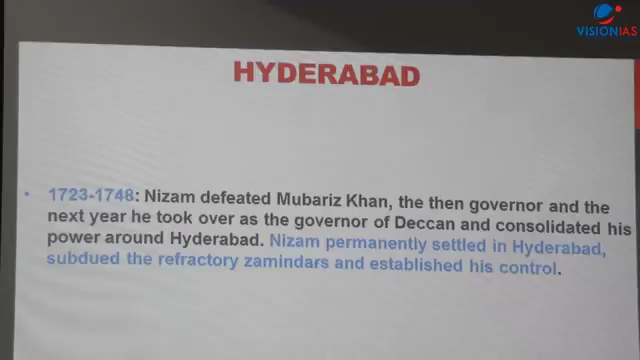 VISIONIAS
HYDERABAD
• 1723-1748: Nizam defeated Mubariz Khan, the then governor and the
next year he took over as the governor of Deccan and consolidated his
power around Hyderabad. Nizam permanently settled in Hyderabad,
subdued the refractory zamindars and established his control.